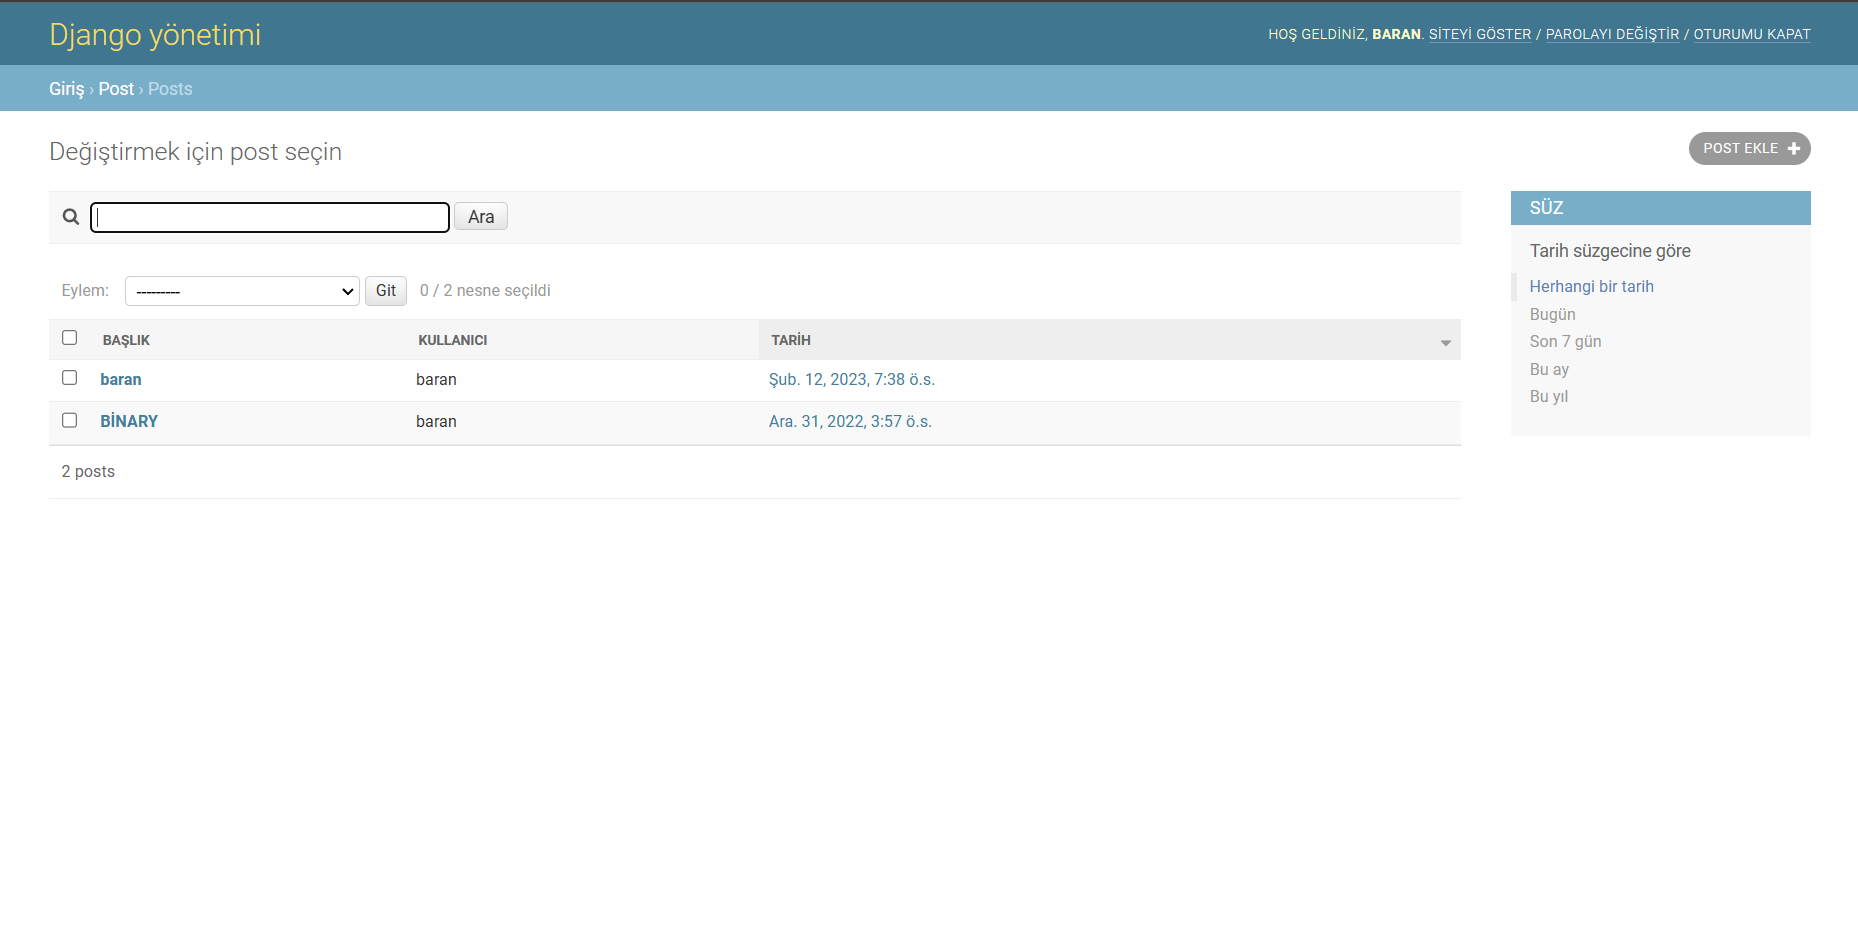 Django yönetimi
HOŞ GELDİNİZ, BARAN. SİTEYİ GÖSTER / PAROLAYI DEĞİŞTİR / OTURUMU KAPAT
Giriş › Post › Posts
Değiştirmek için post seçin
POST EKLE
Ara
Eylem: --------- Git 0 / 2 nesne seçildi
BAŞLIK KULLANICI TARİH
baran baran Şub. 12, 2023, 7:38 ö.s.
BİNARY baran Ara. 31, 2022, 3:57 ö.s.
2 posts
SÜZ
Tarih süzgecine göre
Herhangi bir tarih
Bugün
Son 7 gün
Bu ay
Bu yıl